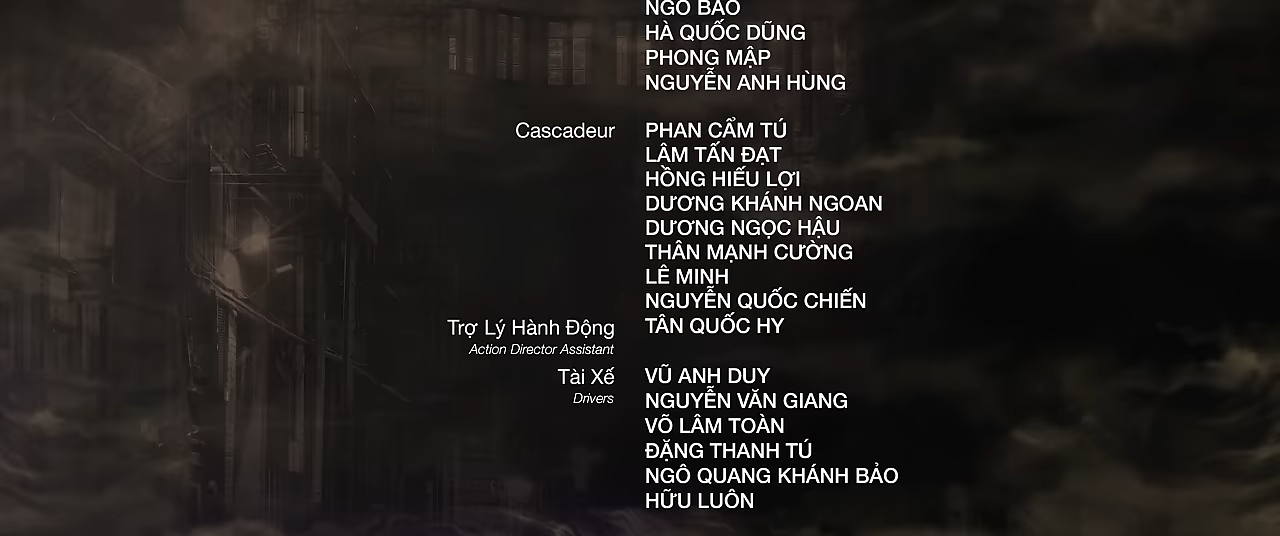 NGÔ BẢO
HÀ QUỐC DŨNG
PHONG MẬP
NGUYỄN ANH HÙNG
Cascadeur PHAN CẨM TÚ
LÂM TẤN ĐẠT
HỒNG HIẾU LỢI
DƯƠNG KHÁNH NGOAN
DƯƠNG NGỌC HẬU
THÂN MẠNH CƯỜNG
LÊ MINH
NGUYỄN QUỐC CHIẾN
Trợ Lý Hành Động TÂN QUỐC HY
Action Director Assistant
Tài Xế VŨ ANH DUY
Drivers NGUYỄN VĂN GIANG
VÕ LÂM TOÀN
ĐẶNG THANH TÚ
NGÔ QUANG KHÁNH BẢO
HỮU LUÔN